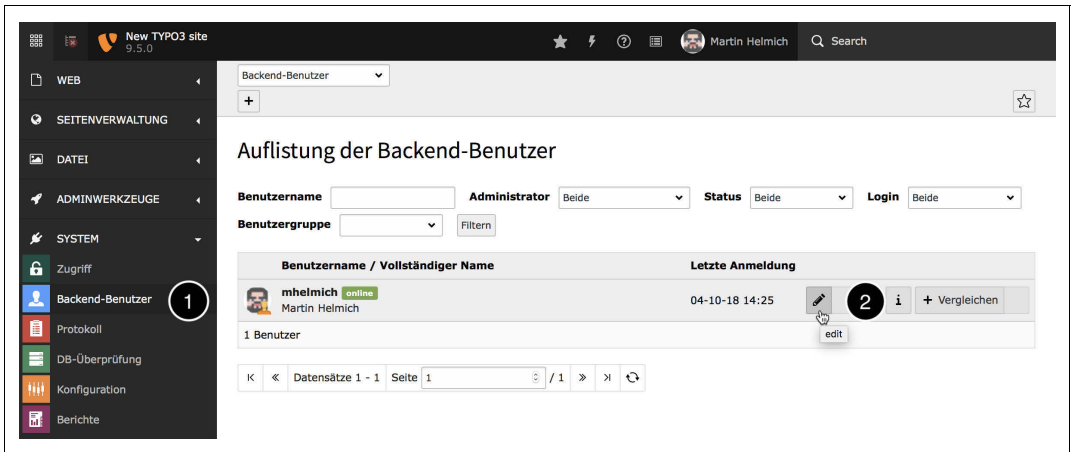 New TYPO3 site
9.5.0
Martin Helmich
Search
WEB
SEITENVERWALTUNG
DATEI
ADMINWERKZEUGE
SYSTEM
Zugriff
Backend-Benutzer
1
Protokoll
DB-Überprüfung
Konfiguration
Berichte
Backend-Benutzer
+
Auflistung der Backend-Benutzer
Benutzername Administrator Beide Status Beide Login Beide
Benutzergruppe Filtern
Benutzername / Vollständiger Name Letzte Anmeldung
mhelmich online
Martin Helmich
04-10-18 14:25 2 i + Vergleichen
edit
1 Benutzer
Datensätze 1 - 1 Seite 1 / 1